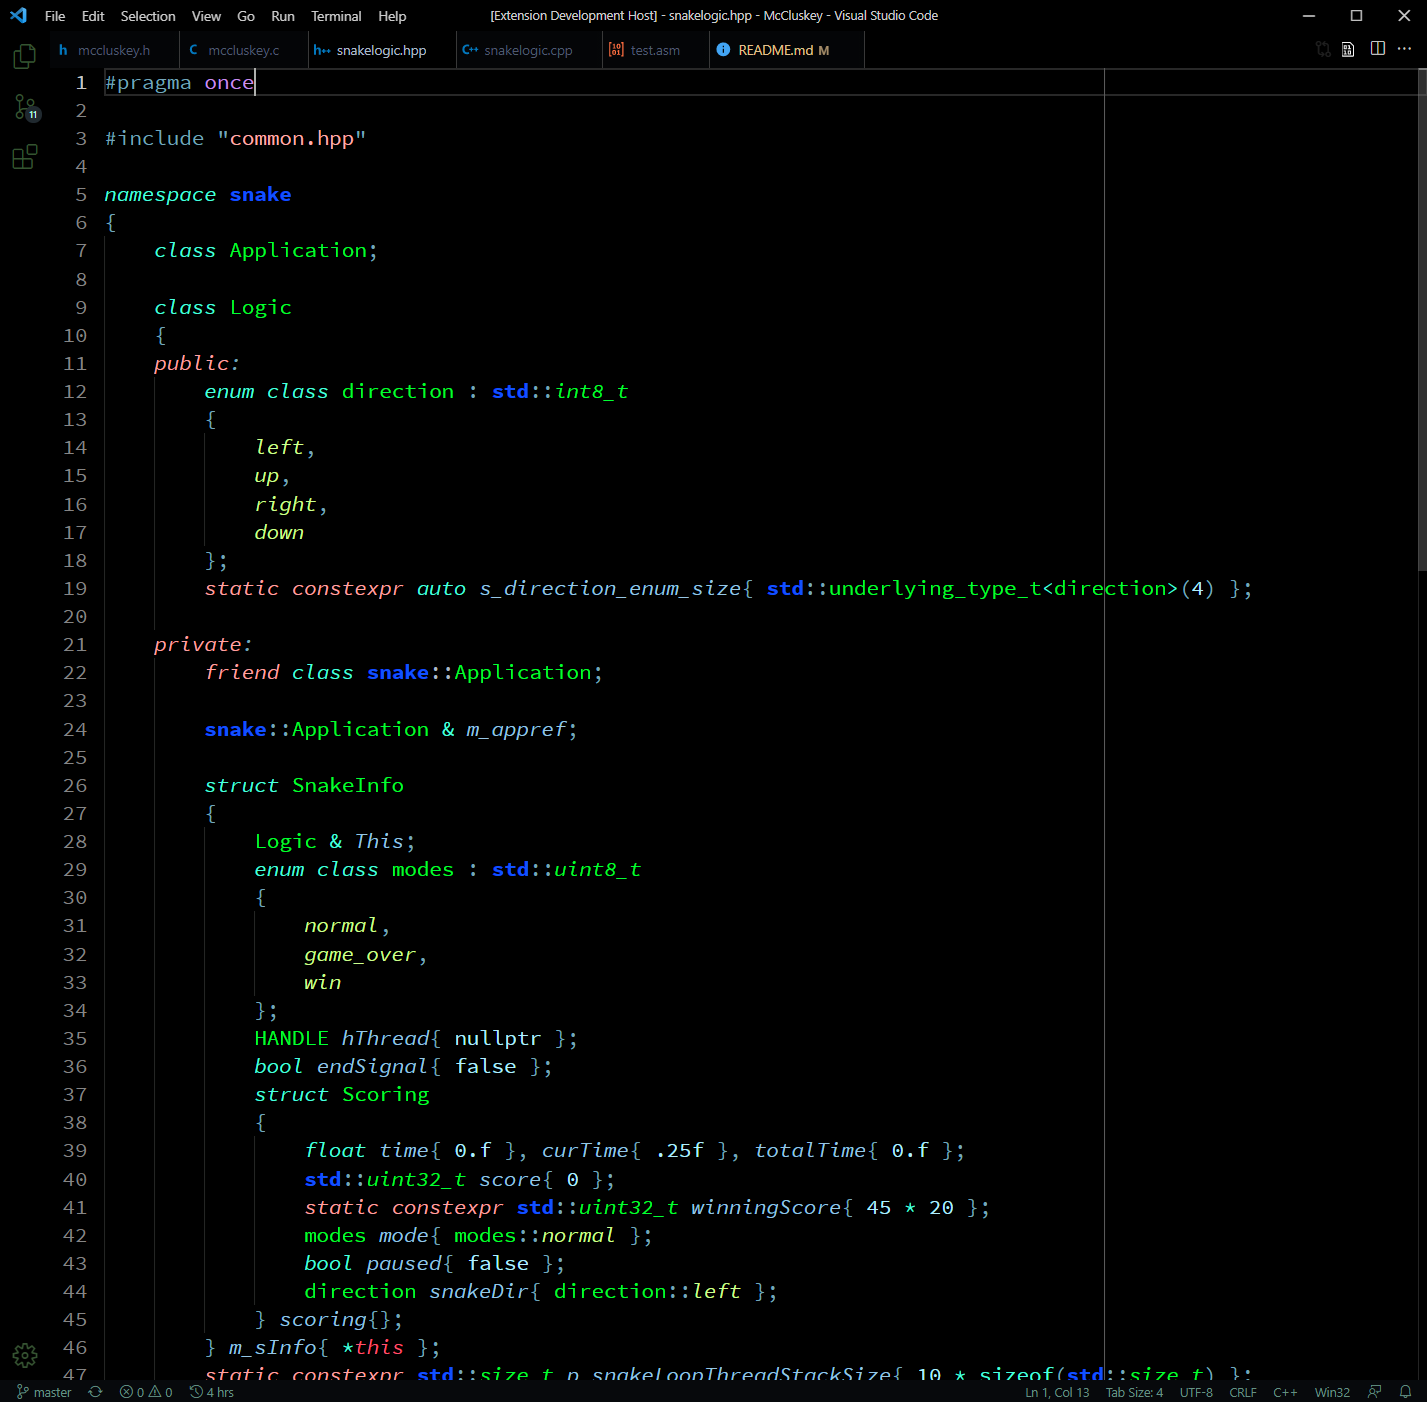 File Edit Selection View Go Run Terminal Help [Extension Development Host] - snakelogic.hpp - McCluskey - Visual Studio Code
h mccluskey.h C mccluskey.c h++ snakelogic.hpp C++ snakelogic.cpp test.asm README.md M
11
1 #pragma once
2
3 #include "common.hpp"
4
5 namespace snake
6 {
7 class Application;
8
9 class Logic
10 {
11 public:
12 enum class direction : std::int8_t
13 {
14 left,
15 up,
16 right,
17 down
18 };
19 static constexpr auto s_direction_enum_size{ std::underlying_type_t<direction>(4) };
20
21 private:
22 friend class snake::Application;
23
24 snake::Application & m_appref;
25
26 struct SnakeInfo
27 {
28 Logic & This;
29 enum class modes : std::uint8_t
30 {
31 normal,
32 game_over,
33 win
34 };
35 HANDLE hThread{ nullptr };
36 bool endSignal{ false };
37 struct Scoring
38 {
39 float time{ 0.f }, curTime{ .25f }, totalTime{ 0.f };
40 std::uint32_t score{ 0 };
41 static constexpr std::uint32_t winningScore{ 45 * 20 };
42 modes mode{ modes::normal };
43 bool paused{ false };
44 direction snakeDir{ direction::left };
45 } scoring{};
46 } m_sInfo{ *this };
47 static constexpr std::size_t p_snakeLoopThreadStackSize{ 10 * sizeof(std::size_t) };
master 0 0 4 hrs Ln 1, Col 13 Tab Size: 4 UTF-8 CRLF C++ Win32